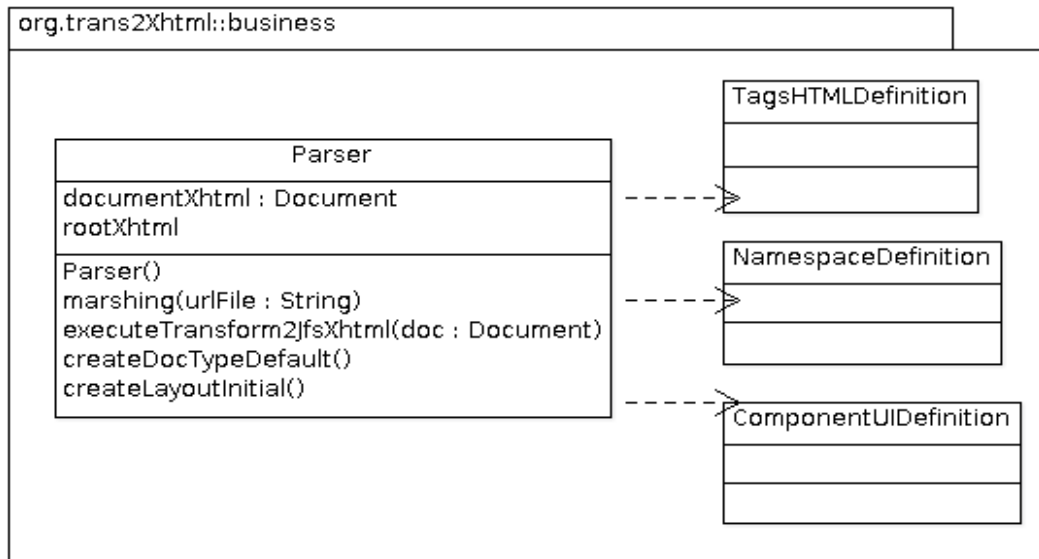 org.trans2Xhtml::business
TagsHTMLDefinition
Parser
documentXhtml : Document
rootXhtml
Parser()
marshing(urlFile : String)
executeTransform2JfsXhtml(doc : Document)
createDocTypeDefault()
createLayoutInitial()
NamespaceDefinition
ComponentUIDefinition